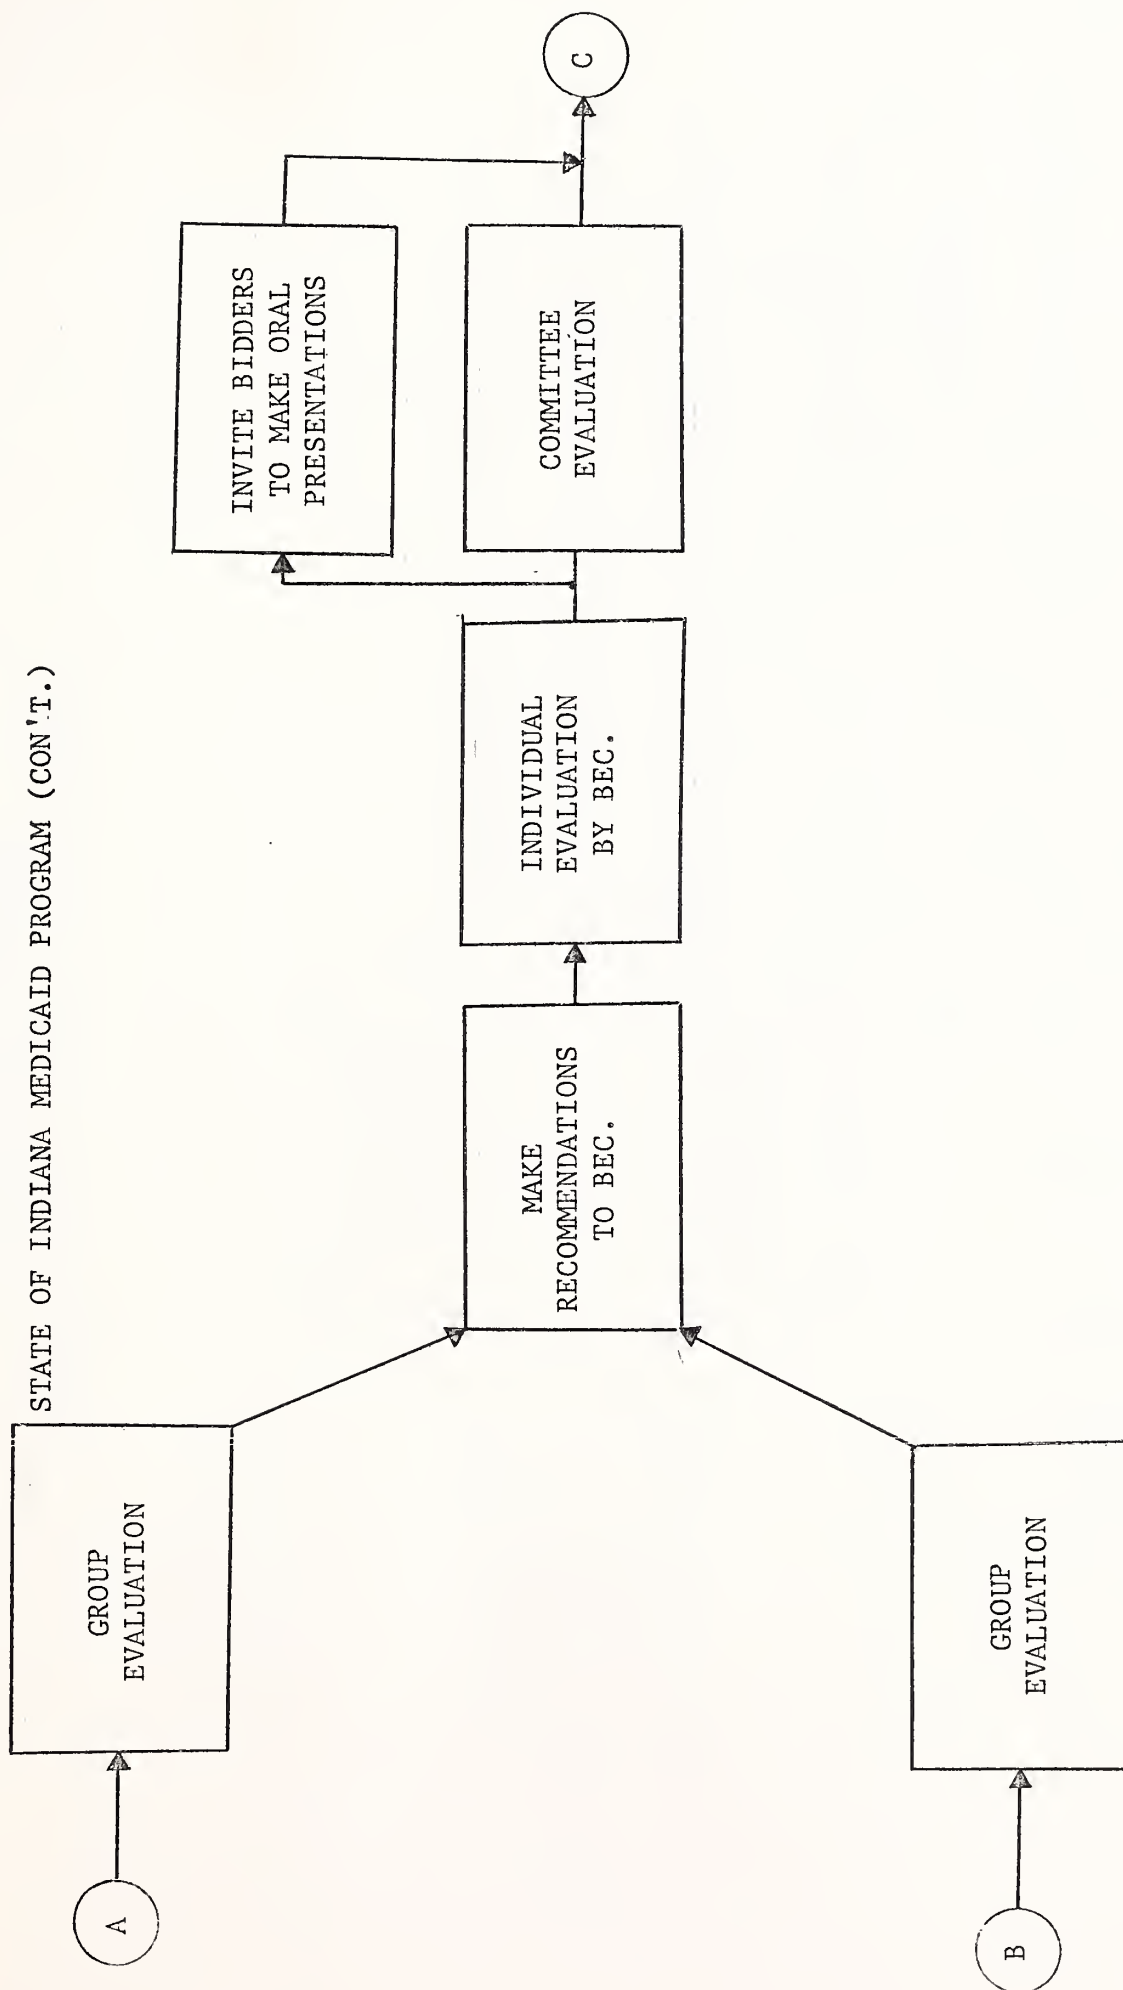 STATE OF INDIANA MEDICAID PROGRAM (CON'T.)
A
GROUP
EVALUATION
B
GROUP
EVALUATION
MAKE
RECOMMENDATIONS
TO BEC.
INDIVIDUAL
EVALUATION
BY BEC.
INVITE BIDDERS
TO MAKE ORAL
PRESENTATIONS
COMMITTEE
EVALUATION
C